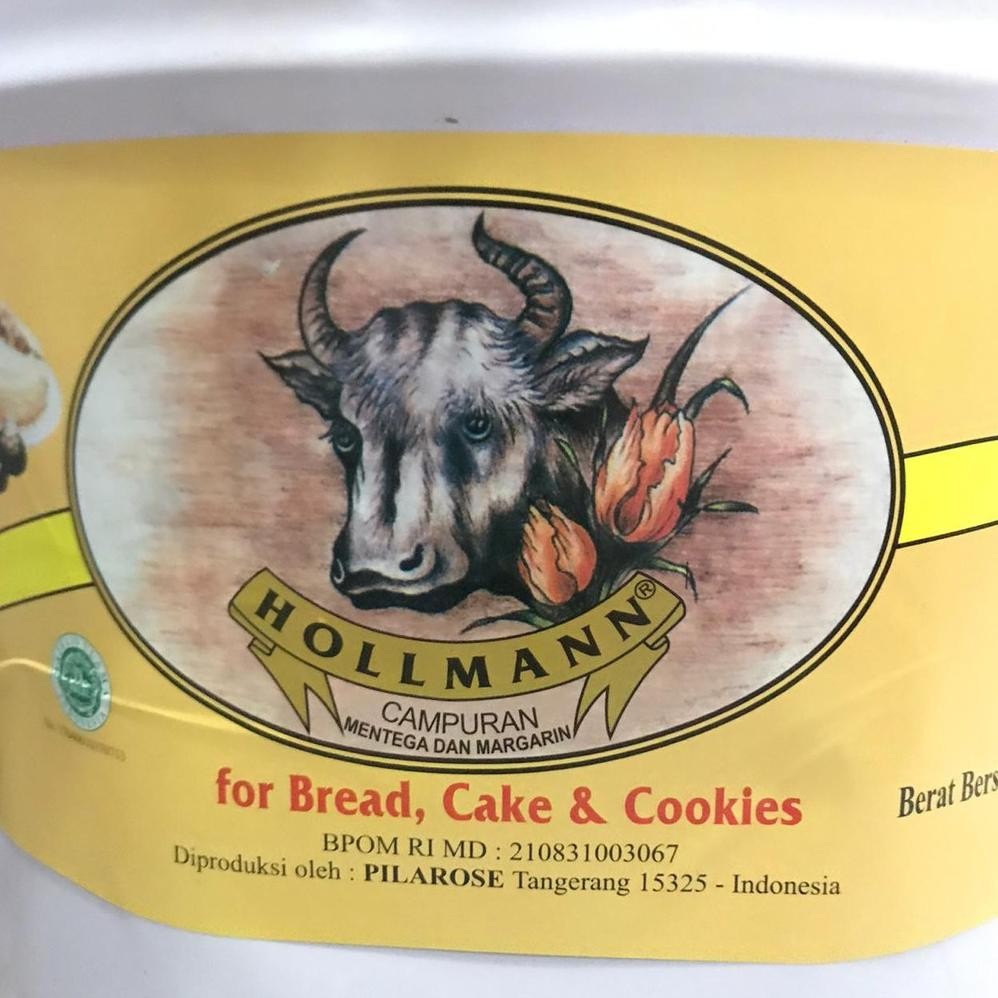 HOLLMANN®
CAMPURAN
MENTEGA DAN MARGARIN
for Bread, Cake & Cookies
BPOM RI MD : 210831003067
Diproduksi oleh : PILAROSE Tangerang 15325 - Indonesia
Berat Bers